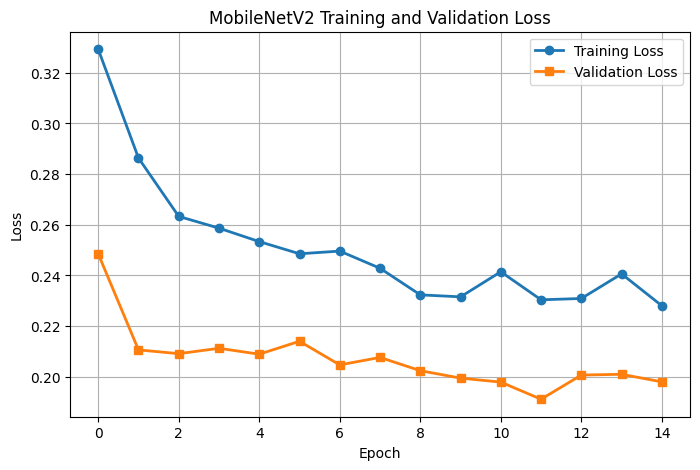 MobileNetV2 Training and Validation Loss
Training Loss
Validation Loss
0.32
0.30
0.28
0.26
0.24
0.22
0.20
Loss
0 2 4 6 8 10 12 14
Epoch